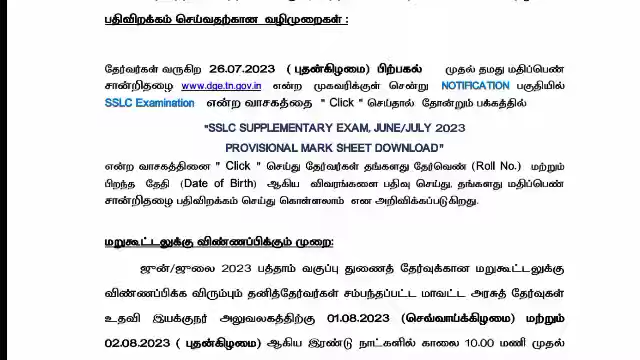 பதிவிறக்கம் செய்வதற்கான வழிமுறைகள் :
தேர்வர்கள் வருகிற 26.07.2023 ( புதன்கிழமை) பிற்பகல் முதல் தமது மதிப்பெண்
சான்றிதழை www.dge.tn.gov.in என்ற முகவரிக்குள் சென்று NOTIFICATION பகுதியில்
SSLC Examination என்ற வாசகத்தை " Click " செய்தால் தோன்றும் பக்கத்தில்
"SSLC SUPPLEMENTARY EXAM, JUNE/JULY 2023
PROVISIONAL MARK SHEET DOWNLOAD"
என்ற வாசகத்தினை " Click " செய்து தேர்வர்கள் தங்களது தேர்வெண் (Roll No.) மற்றும்
பிறந்த தேதி (Date of Birth) ஆகிய விவரங்களை பதிவு செய்து, தங்களது மதிப்பெண்
சான்றிதழை பதிவிறக்கம் செய்து கொள்ளலாம் என அறிவிக்கப்படுகிறது.
மறுகூட்டலுக்கு விண்ணப்பிக்கும் முறை:
ஜுன்/ஜுலை 2023 பத்தாம் வகுப்பு துணைத் தேர்வுக்கான மறுகூட்டலுக்கு
விண்ணப்பிக்க விரும்பும் தனித்தேர்வர்கள் சம்பந்தப்பட்ட மாவட்ட அரசுத் தேர்வுகள்
உதவி இயக்குநர் அலுவலகத்திற்கு 01.08.2023 (செவ்வாய்க்கிழமை) மற்றும்
02.08.2023 ( புதன்கிழமை) ஆகிய இரண்டு நாட்களில் காலை 10.00 மணி முதல்